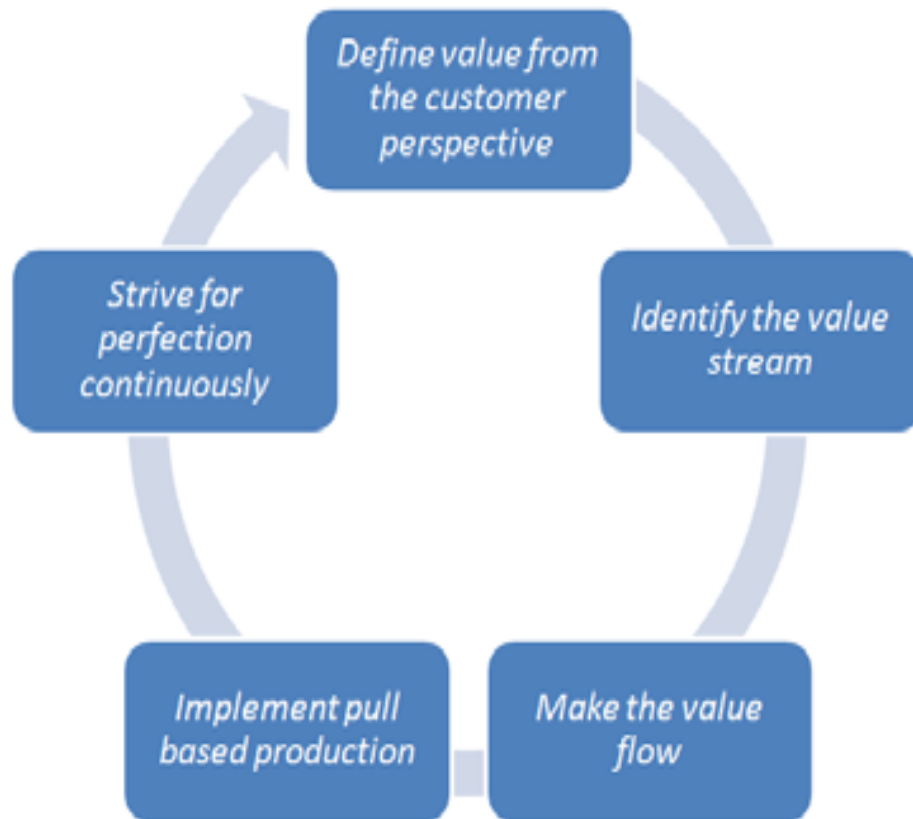 Define value from
the customer
perspective
Identify the value
stream
Make the value
flow
Implement pull
based production
Strive for
perfection
continuously